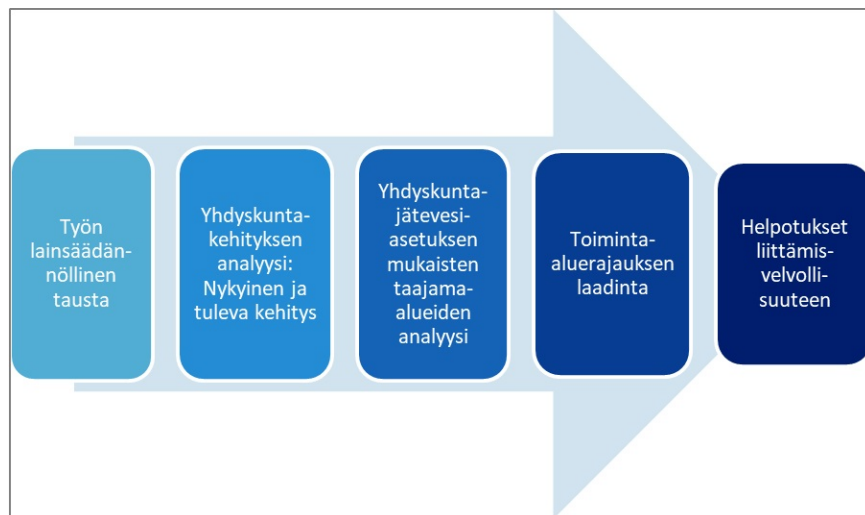 Työn
lainsäädän-
nöllinen
tausta
Yhdyskunta-
kehityksen
analyysi:
Nykyinen ja
tuleva kehitys
Yhdyskunta-
jätevesi-
asetuksen
mukaisten
taajama-
alueiden
analyysi
Toiminta-
aluerajauksen
laadinta
Helpotukset
liittämis-
velvolli-
suuteen